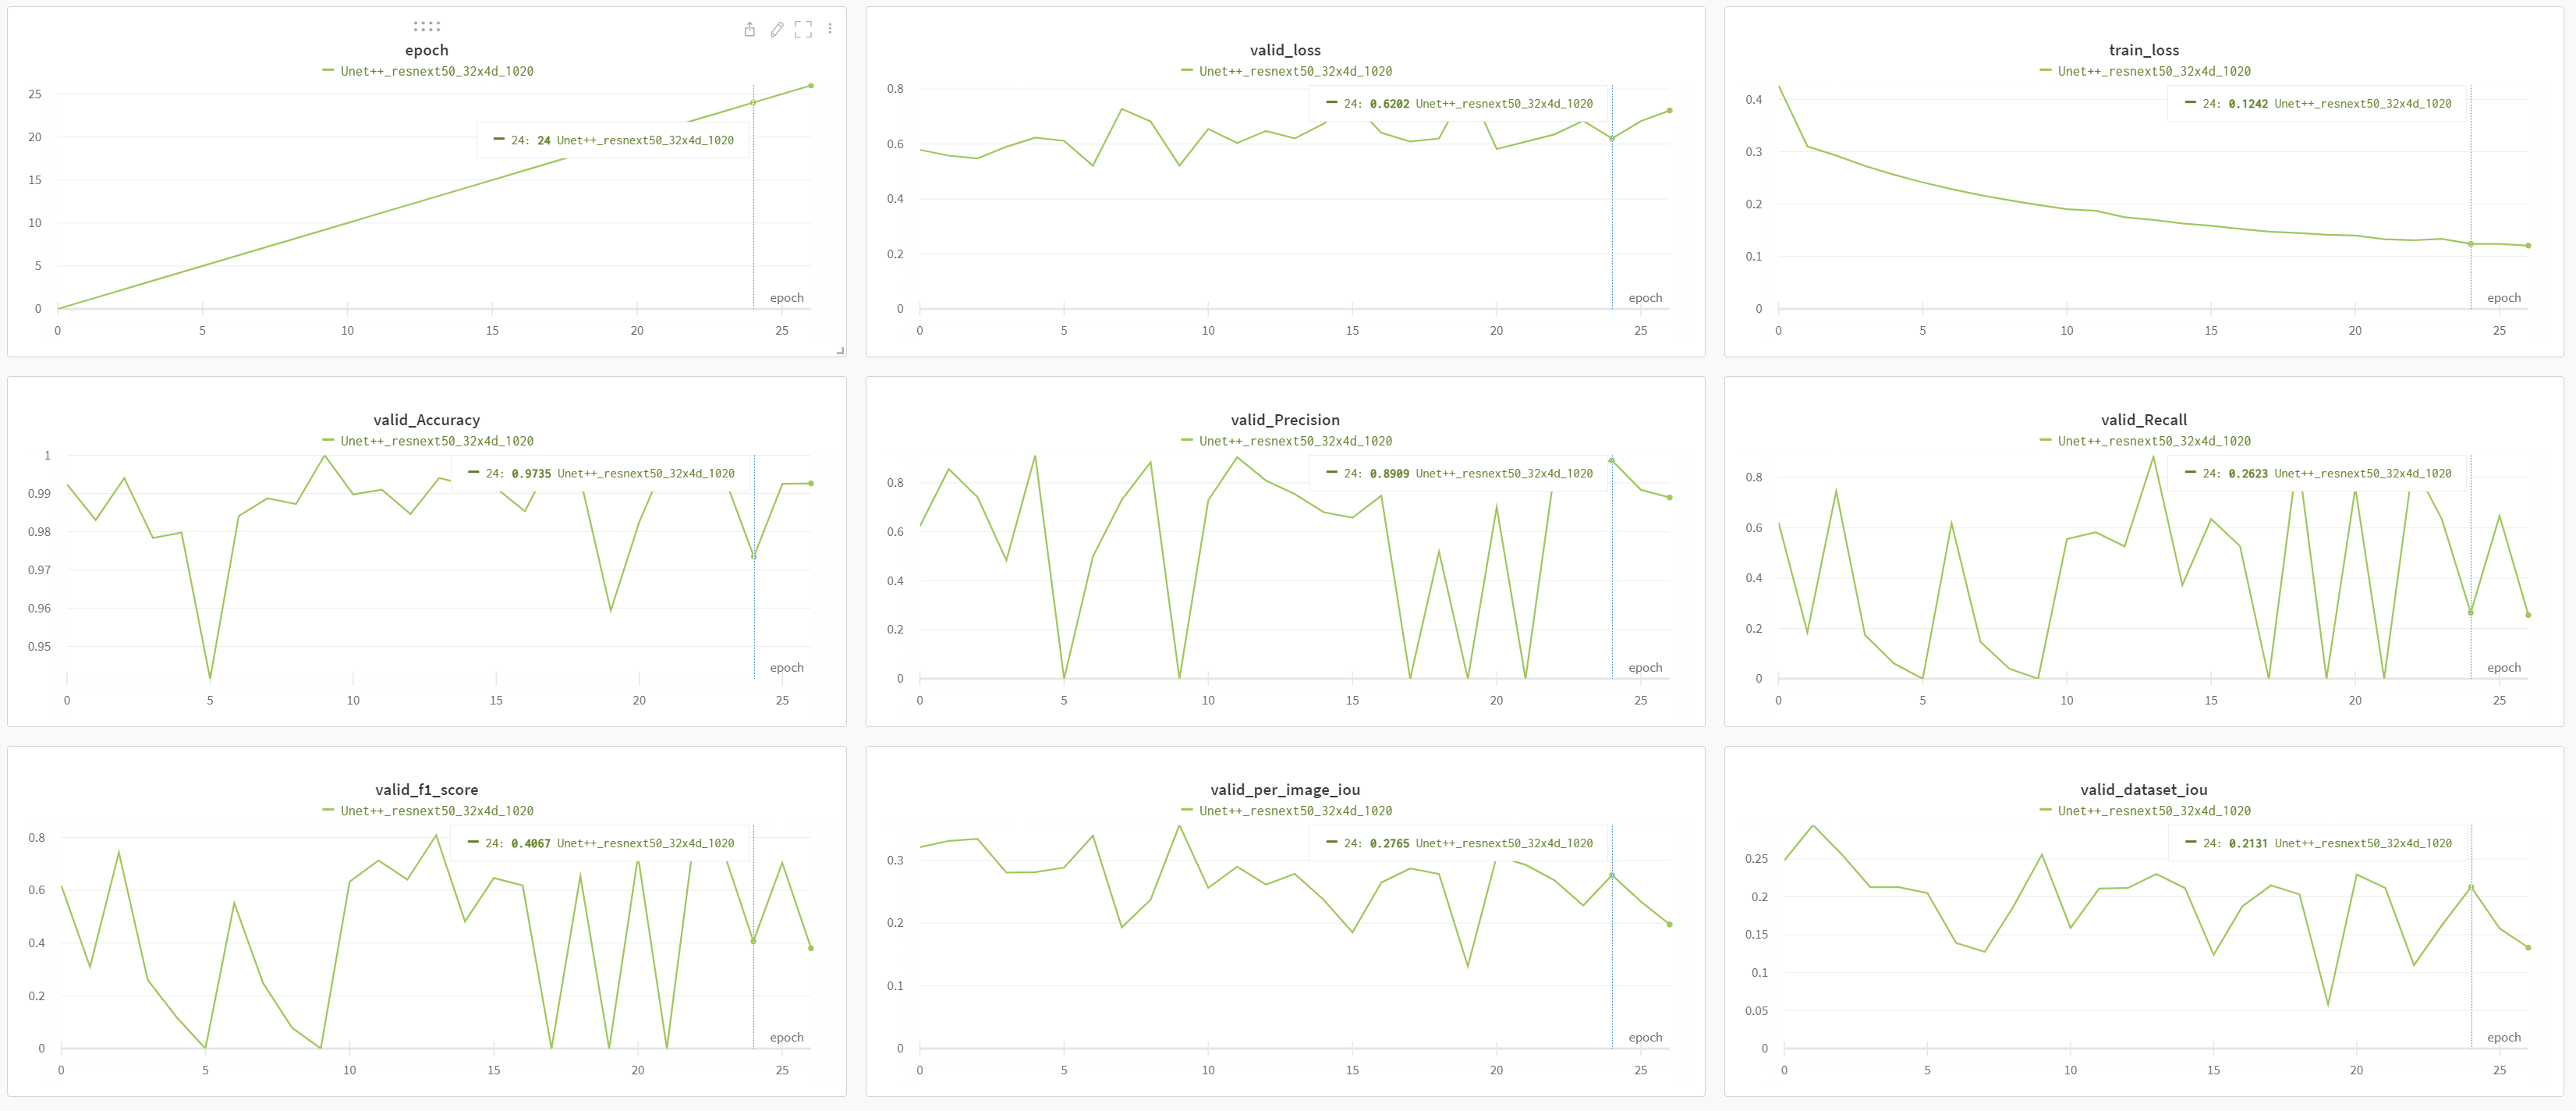 epoch
Unet++_resnext50_32x4d_1020
25
20
15
10
5
0
24: 24 Unet++_resnext50_32x4d_1020
epoch
0 5 10 15 20 25
valid_loss
Unet++_resnext50_32x4d_1020
0.8
0.6
0.4
0.2
0
24: 0.6202 Unet++_resnext50_32x4d_1020
epoch
0 5 10 15 20 25
train_loss
Unet++_resnext50_32x4d_1020
0.4
0.3
0.2
0.1
0
24: 0.1242 Unet++_resnext50_32x4d_1020
epoch
0 5 10 15 20 25
valid_Accuracy
Unet++_resnext50_32x4d_1020
1
0.99
0.98
0.97
0.96
0.95
24: 0.9735 Unet++_resnext50_32x4d_1020
epoch
0 5 10 15 20 25
valid_Precision
Unet++_resnext50_32x4d_1020
0.8
0.6
0.4
0.2
0
24: 0.8909 Unet++_resnext50_32x4d_1020
epoch
0 5 10 15 20 25
valid_Recall
Unet++_resnext50_32x4d_1020
0.8
0.6
0.4
0.2
0
24: 0.2623 Unet++_resnext50_32x4d_1020
epoch
0 5 10 15 20 25
valid_f1_score
Unet++_resnext50_32x4d_1020
0.8
0.6
0.4
0.2
0
24: 0.4067 Unet++_resnext50_32x4d_1020
epoch
0 5 10 15 20 25
valid_per_image_iou
Unet++_resnext50_32x4d_1020
0.3
0.2
0.1
0
24: 0.2765 Unet++_resnext50_32x4d_1020
epoch
0 5 10 15 20 25
valid_dataset_iou
Unet++_resnext50_32x4d_1020
0.25
0.2
0.15
0.1
0.05
0
24: 0.2131 Unet++_resnext50_32x4d_1020
epoch
0 5 10 15 20 25